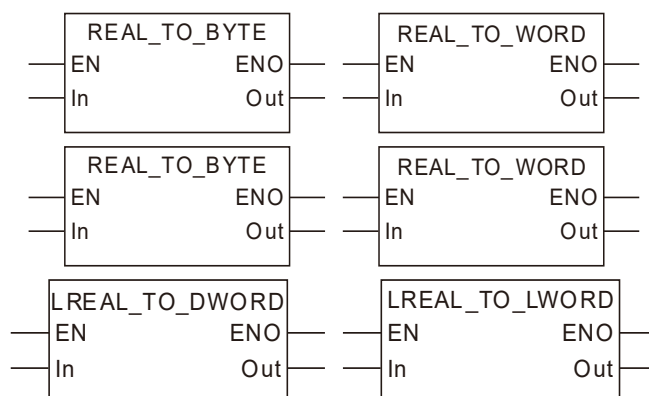 REAL_TO_BYTE REAL_TO_WORD
EN ENO EN ENO
In Out In Out
REAL_TO_BYTE REAL_TO_WORD
EN ENO EN ENO
In Out In Out
LREAL_TO_DWORD LREAL_TO_LWORD
EN ENO EN ENO
In Out In Out